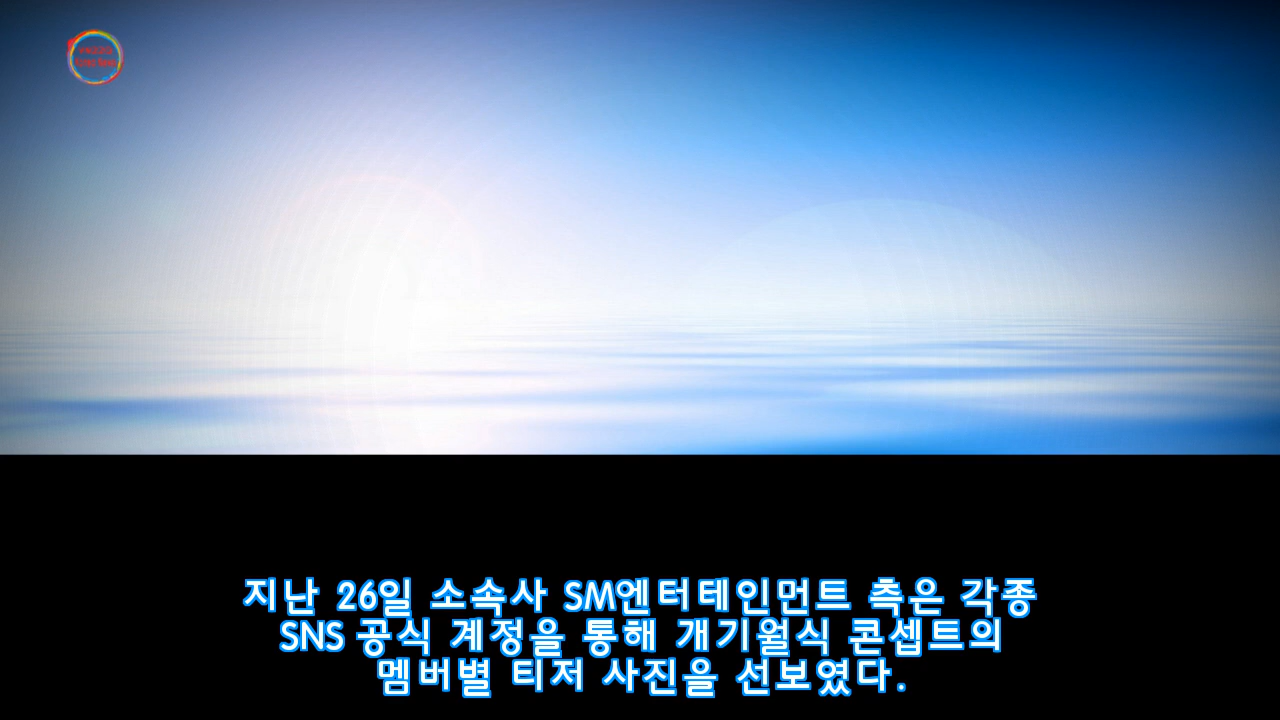 지난 26일 소속사 SM엔터테인먼트 측은 각종
SNS 공식 계정을 통해 개기월식 콘셉트의
멤버별 티저 사진을 선보였다.